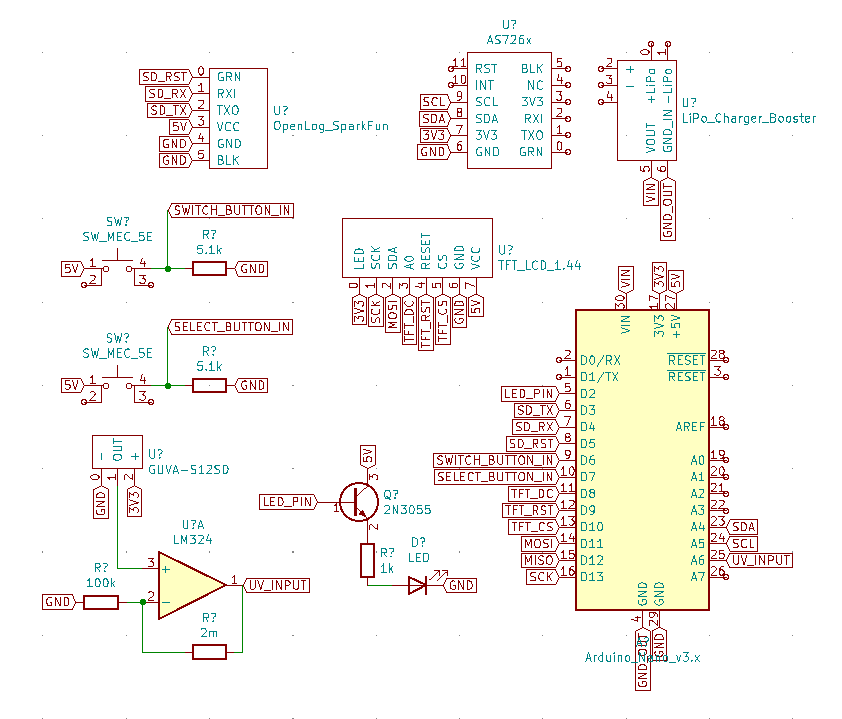 U?
OpenLog_SparkFun
SD_RST 0 GRN
SD_RX 1 RXI
SD_TX 2 TXO
5V 3 VCC
GND 4 GND
GND 5 BLK
U?
AS726x
11 RST BLK 5
10 INT NC 4
SCL 9 SCL 3V3 3
SDA 8 SDA RXI 2
3V3 7 3V3 TXO 1
GND 6 GND GRN 0
U?
LiPo_Charger_Booster
0 1
2 +
3 -
4
+LiPo -LiPo
VOUT GND_IN
5 6
VIN GND_OUT
SWITCH_BUTTON_IN
SW?
SW_MEC_5E
5V 1 4
2 3
R?
5.1k
GND
U?
TFT_LCD_1.44
LED SCK SDA A0 RESET CS GND VCC
0 1 2 3 4 5 6 7
3V3 SCK MOSI TFT_DC TFT_RST TFT_CS GND 5V
SELECT_BUTTON_IN
SW?
SW_MEC_5E
5V 1 4
2 3
R?
5.1k
GND
U?
GUVA-S12SD
- OUT +
0 1 2
GND 3V3
U?A
LM324
3 +
2 -
1 UV_INPUT
R?
100k
GND
R?
2m
5V
3
LED_PIN 1
Q?
2N3055
2
R?
1k
D?
LED
GND
VIN 3V3 5V
30 17 27
VIN 3V3 +5V
2 D0/RX RESET 28
1 D1/TX RESET 3
LED_PIN 5 D2
SD_TX 6 D3
SD_RX 7 D4 AREF 18
SD_RST 8 D5
SWITCH_BUTTON_IN 9 D6 A0 19
SELECT_BUTTON_IN 10 D7 A1 20
TFT_DC 11 D8 A2 21
TFT_RST 12 D9 A3 22
TFT_CS 13 D10 A4 23 SDA
MOSI 14 D11 A5 24 SCL
MISO 15 D12 A6 25 UV_INPUT
SCK 16 D13 A7 26
GND GND
4 29
GND_OUT GND
Arduino_Nano_v3.x